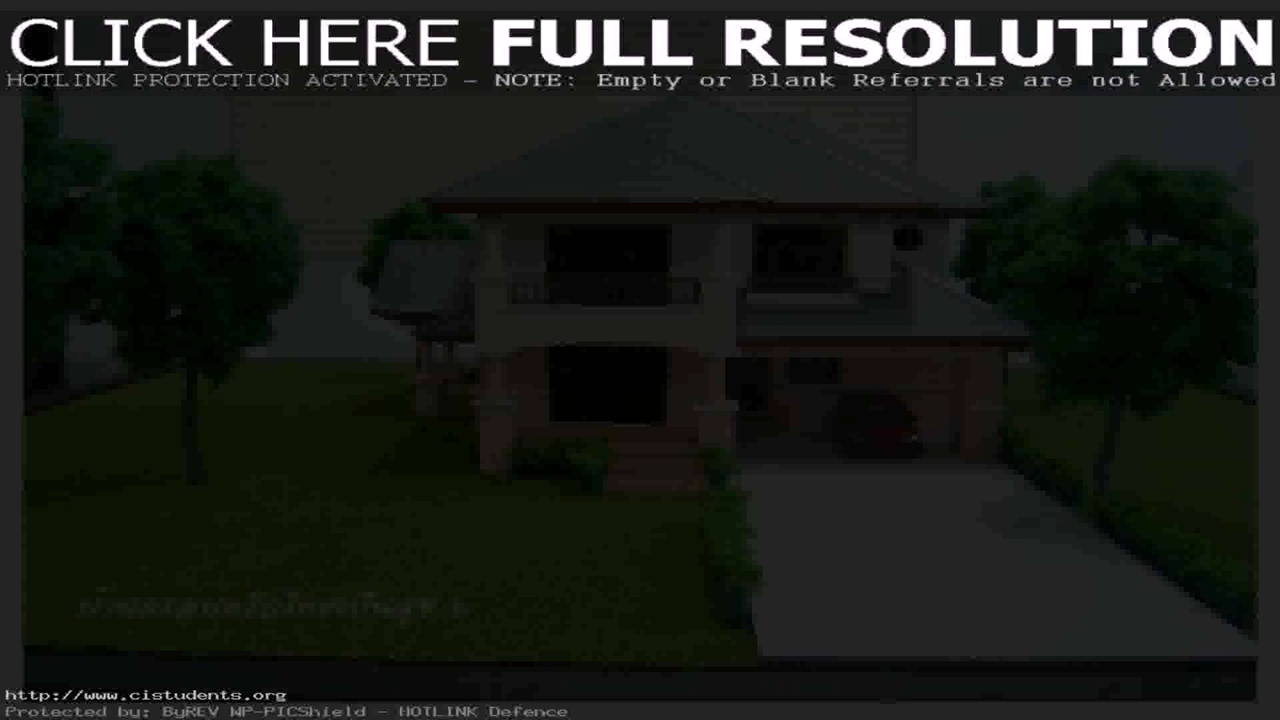 CLICK HERE FULL RESOLUTION
HOTLINK PROTECTION ACTIVATED – NOTE: Empty or Blank Referrals are not Allowed
http://www.cistudents.org
Protected by: ByREV WP-PICShield – HOTLINK Defence